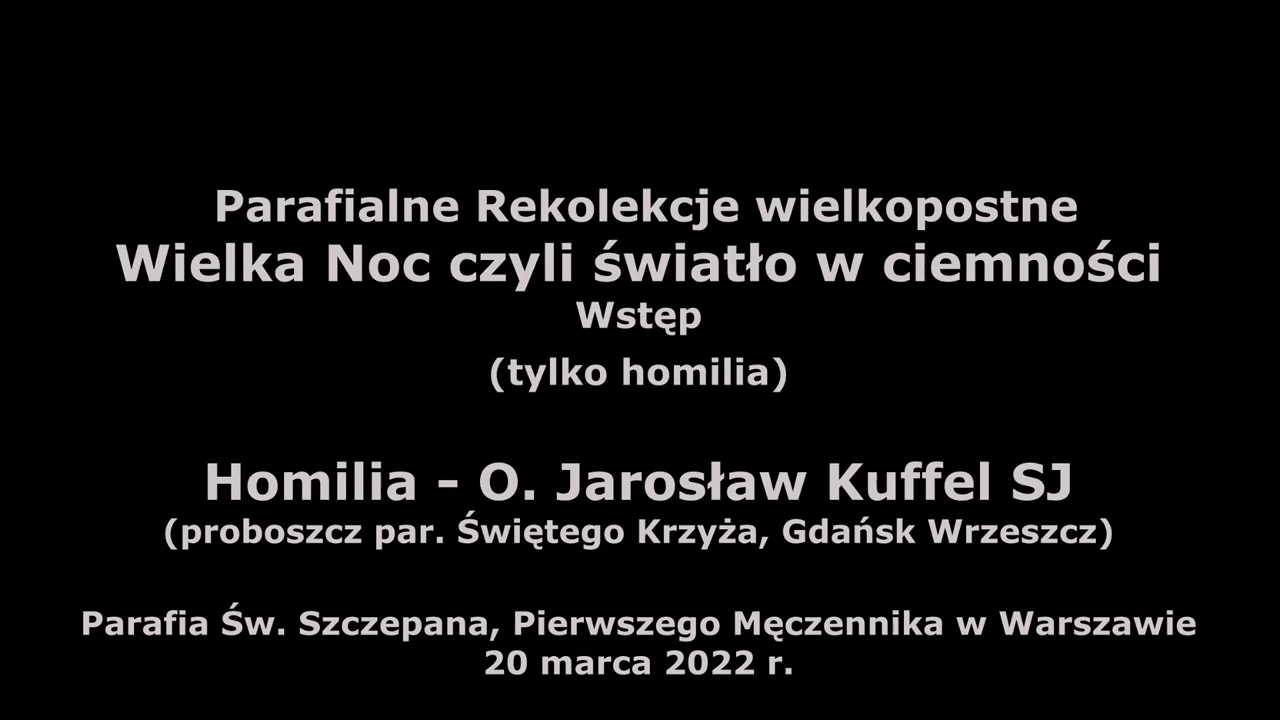 Parafialne Rekolekcje wielkopostne
Wielka Noc czyli światło w ciemności
Wstęp
(tylko homilia)
Homilia - O. Jarosław Kuffel SJ
(proboszcz par. Świętego Krzyża, Gdańsk Wrzeszcz)
Parafia Św. Szczepana, Pierwszego Męczennika w Warszawie
20 marca 2022 r.